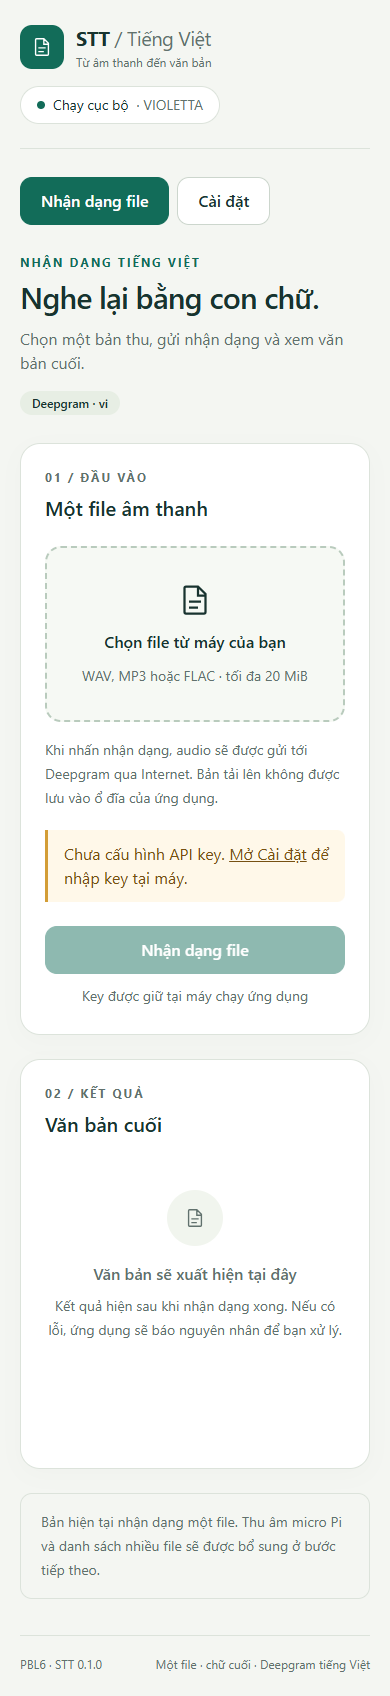 STT / Tiếng Việt
Từ âm thanh đến văn bản
Chạy cục bộ · VIOLETTA
Nhận dạng file
Cài đặt
NHẬN DẠNG TIẾNG VIỆT
Nghe lại bằng con chữ.
Chọn một bản thu, gửi nhận dạng và xem văn
bản cuối.
Deepgram · vi
01 / ĐẦU VÀO
Một file âm thanh
Chọn file từ máy của bạn
WAV, MP3 hoặc FLAC · tối đa 20 MiB
Khi nhấn nhận dạng, audio sẽ được gửi tới
Deepgram qua Internet. Bản tải lên không được
lưu vào ổ đĩa của ứng dụng.
Chưa cấu hình API key. Mở Cài đặt để
nhập key tại máy.
Nhận dạng file
Key được giữ tại máy chạy ứng dụng
02 / KẾT QUẢ
Văn bản cuối
Văn bản sẽ xuất hiện tại đây
Kết quả hiện sau khi nhận dạng xong. Nếu có
lỗi, ứng dụng sẽ báo nguyên nhân để bạn xử lý.
Bản hiện tại nhận dạng một file. Thu âm micro Pi
và danh sách nhiều file sẽ được bổ sung ở bước
tiếp theo.
PBL6 · STT 0.1.0
Một file · chữ cuối · Deepgram tiếng Việt